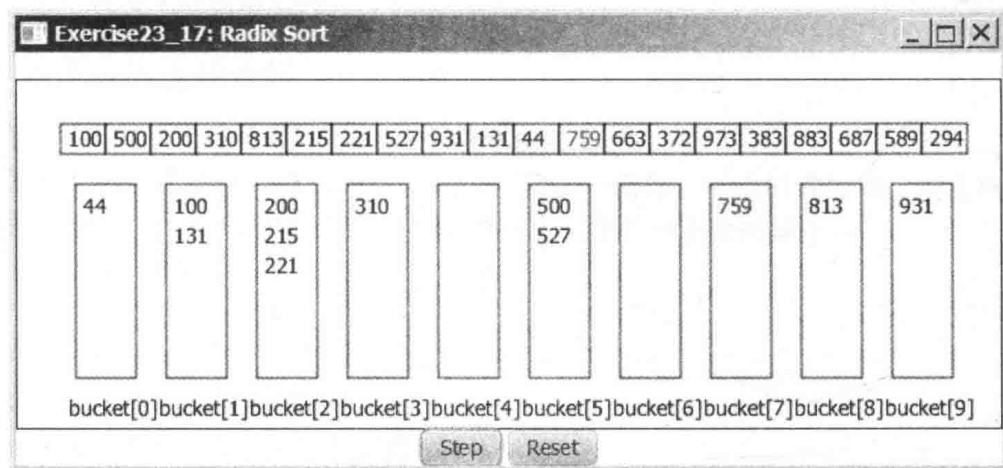 Exercise23_17: Radix Sort
100 500 200 310 813 215 221 527 931 131 44 759 663 372 973 383 883 687 589 294
44 100 200 310 500 759 813 931
131 215 527
221
bucket[0]bucket[1]bucket[2]bucket[3]bucket[4]bucket[5]bucket[6]bucket[7]bucket[8]bucket[9]
Step Reset